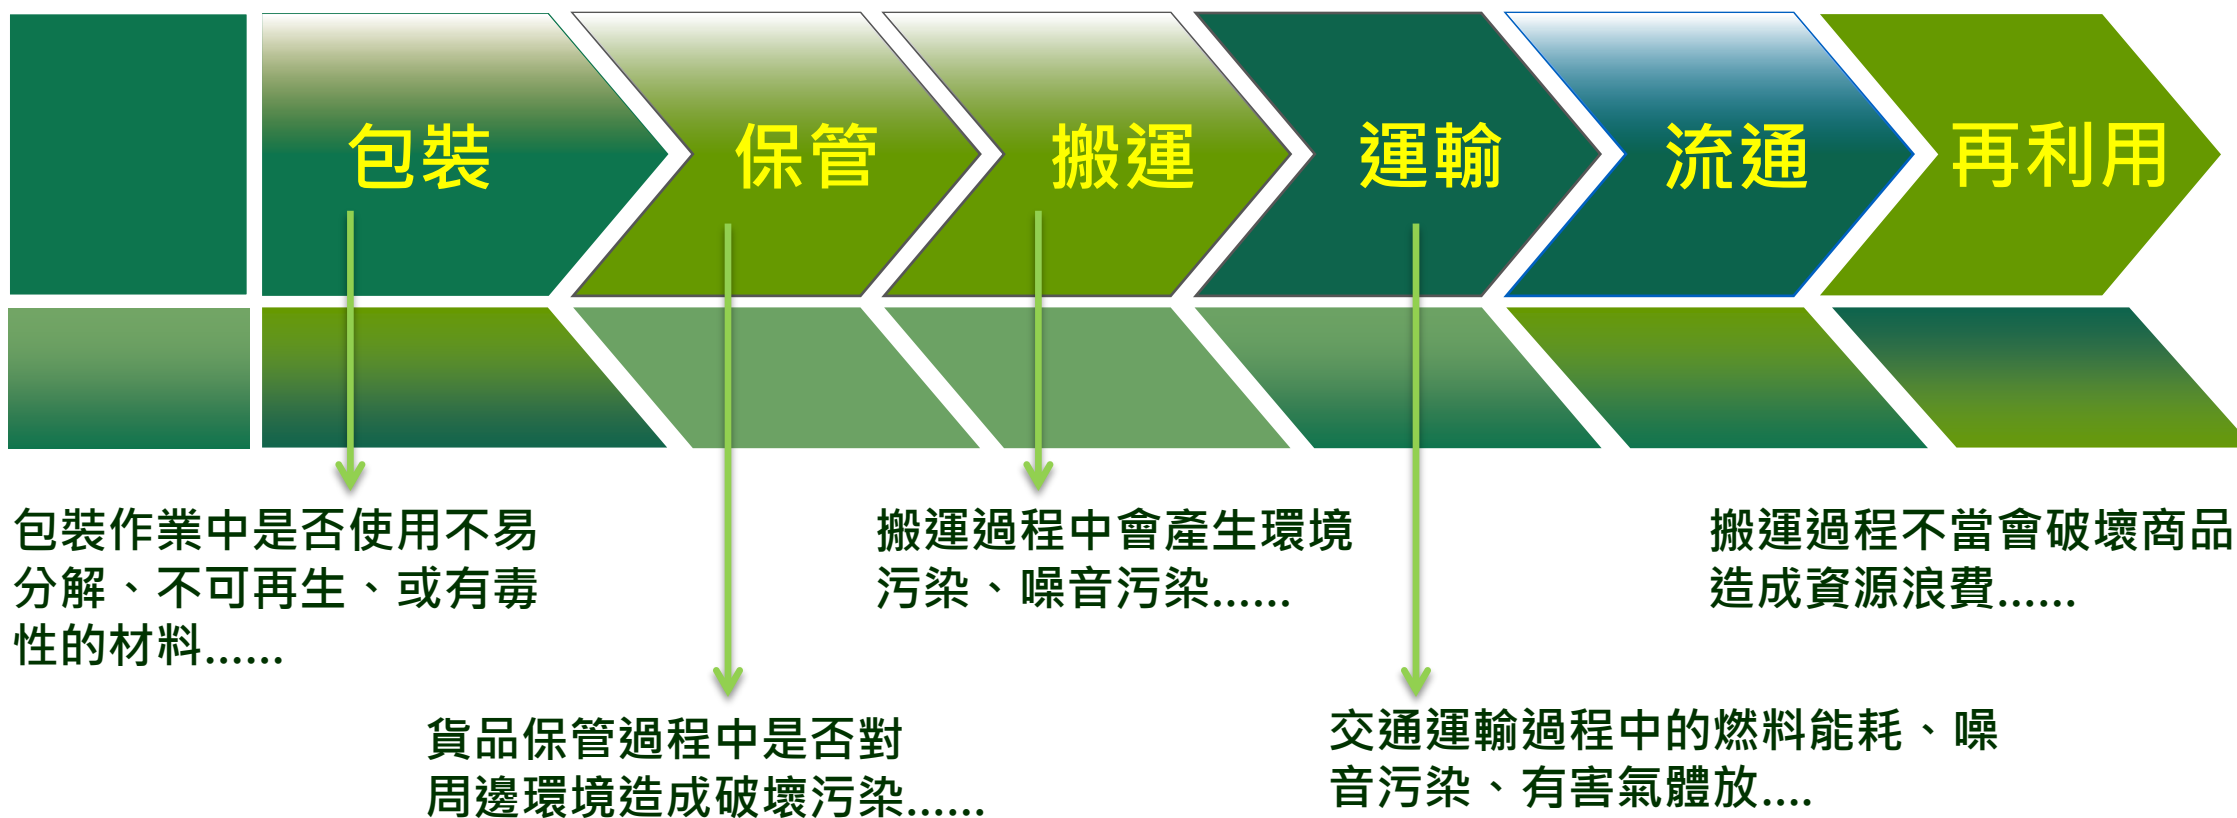 包裝
保管
搬運
運輸
流通
再利用
包裝作業中是否使用不易
分解、不可再生、或有毒
性的材料......
搬運過程中會產生環境
污染、噪音污染......
搬運過程不當會破壞商品
造成資源浪費......
貨品保管過程中是否對
周邊環境造成破壞污染......
交通運輸過程中的燃料能耗、噪
音污染、有害氣體放....